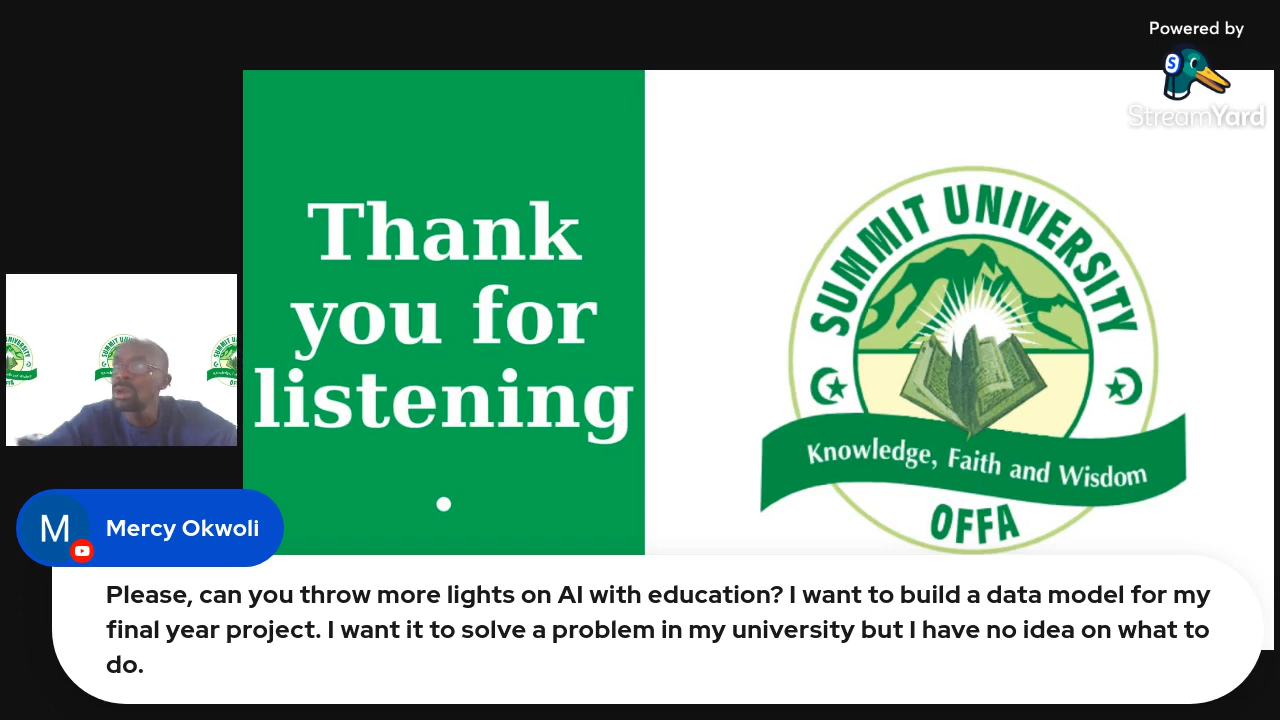 Powered by
StreamYard
Thank
you for
listening
SUMMIT UNIVERSITY
Knowledge, Faith and Wisdom
OFFA
M
Mercy Okwoli
Please, can you throw more lights on AI with education? I want to build a data model for my
final year project. I want it to solve a problem in my university but I have no idea on what to
do.